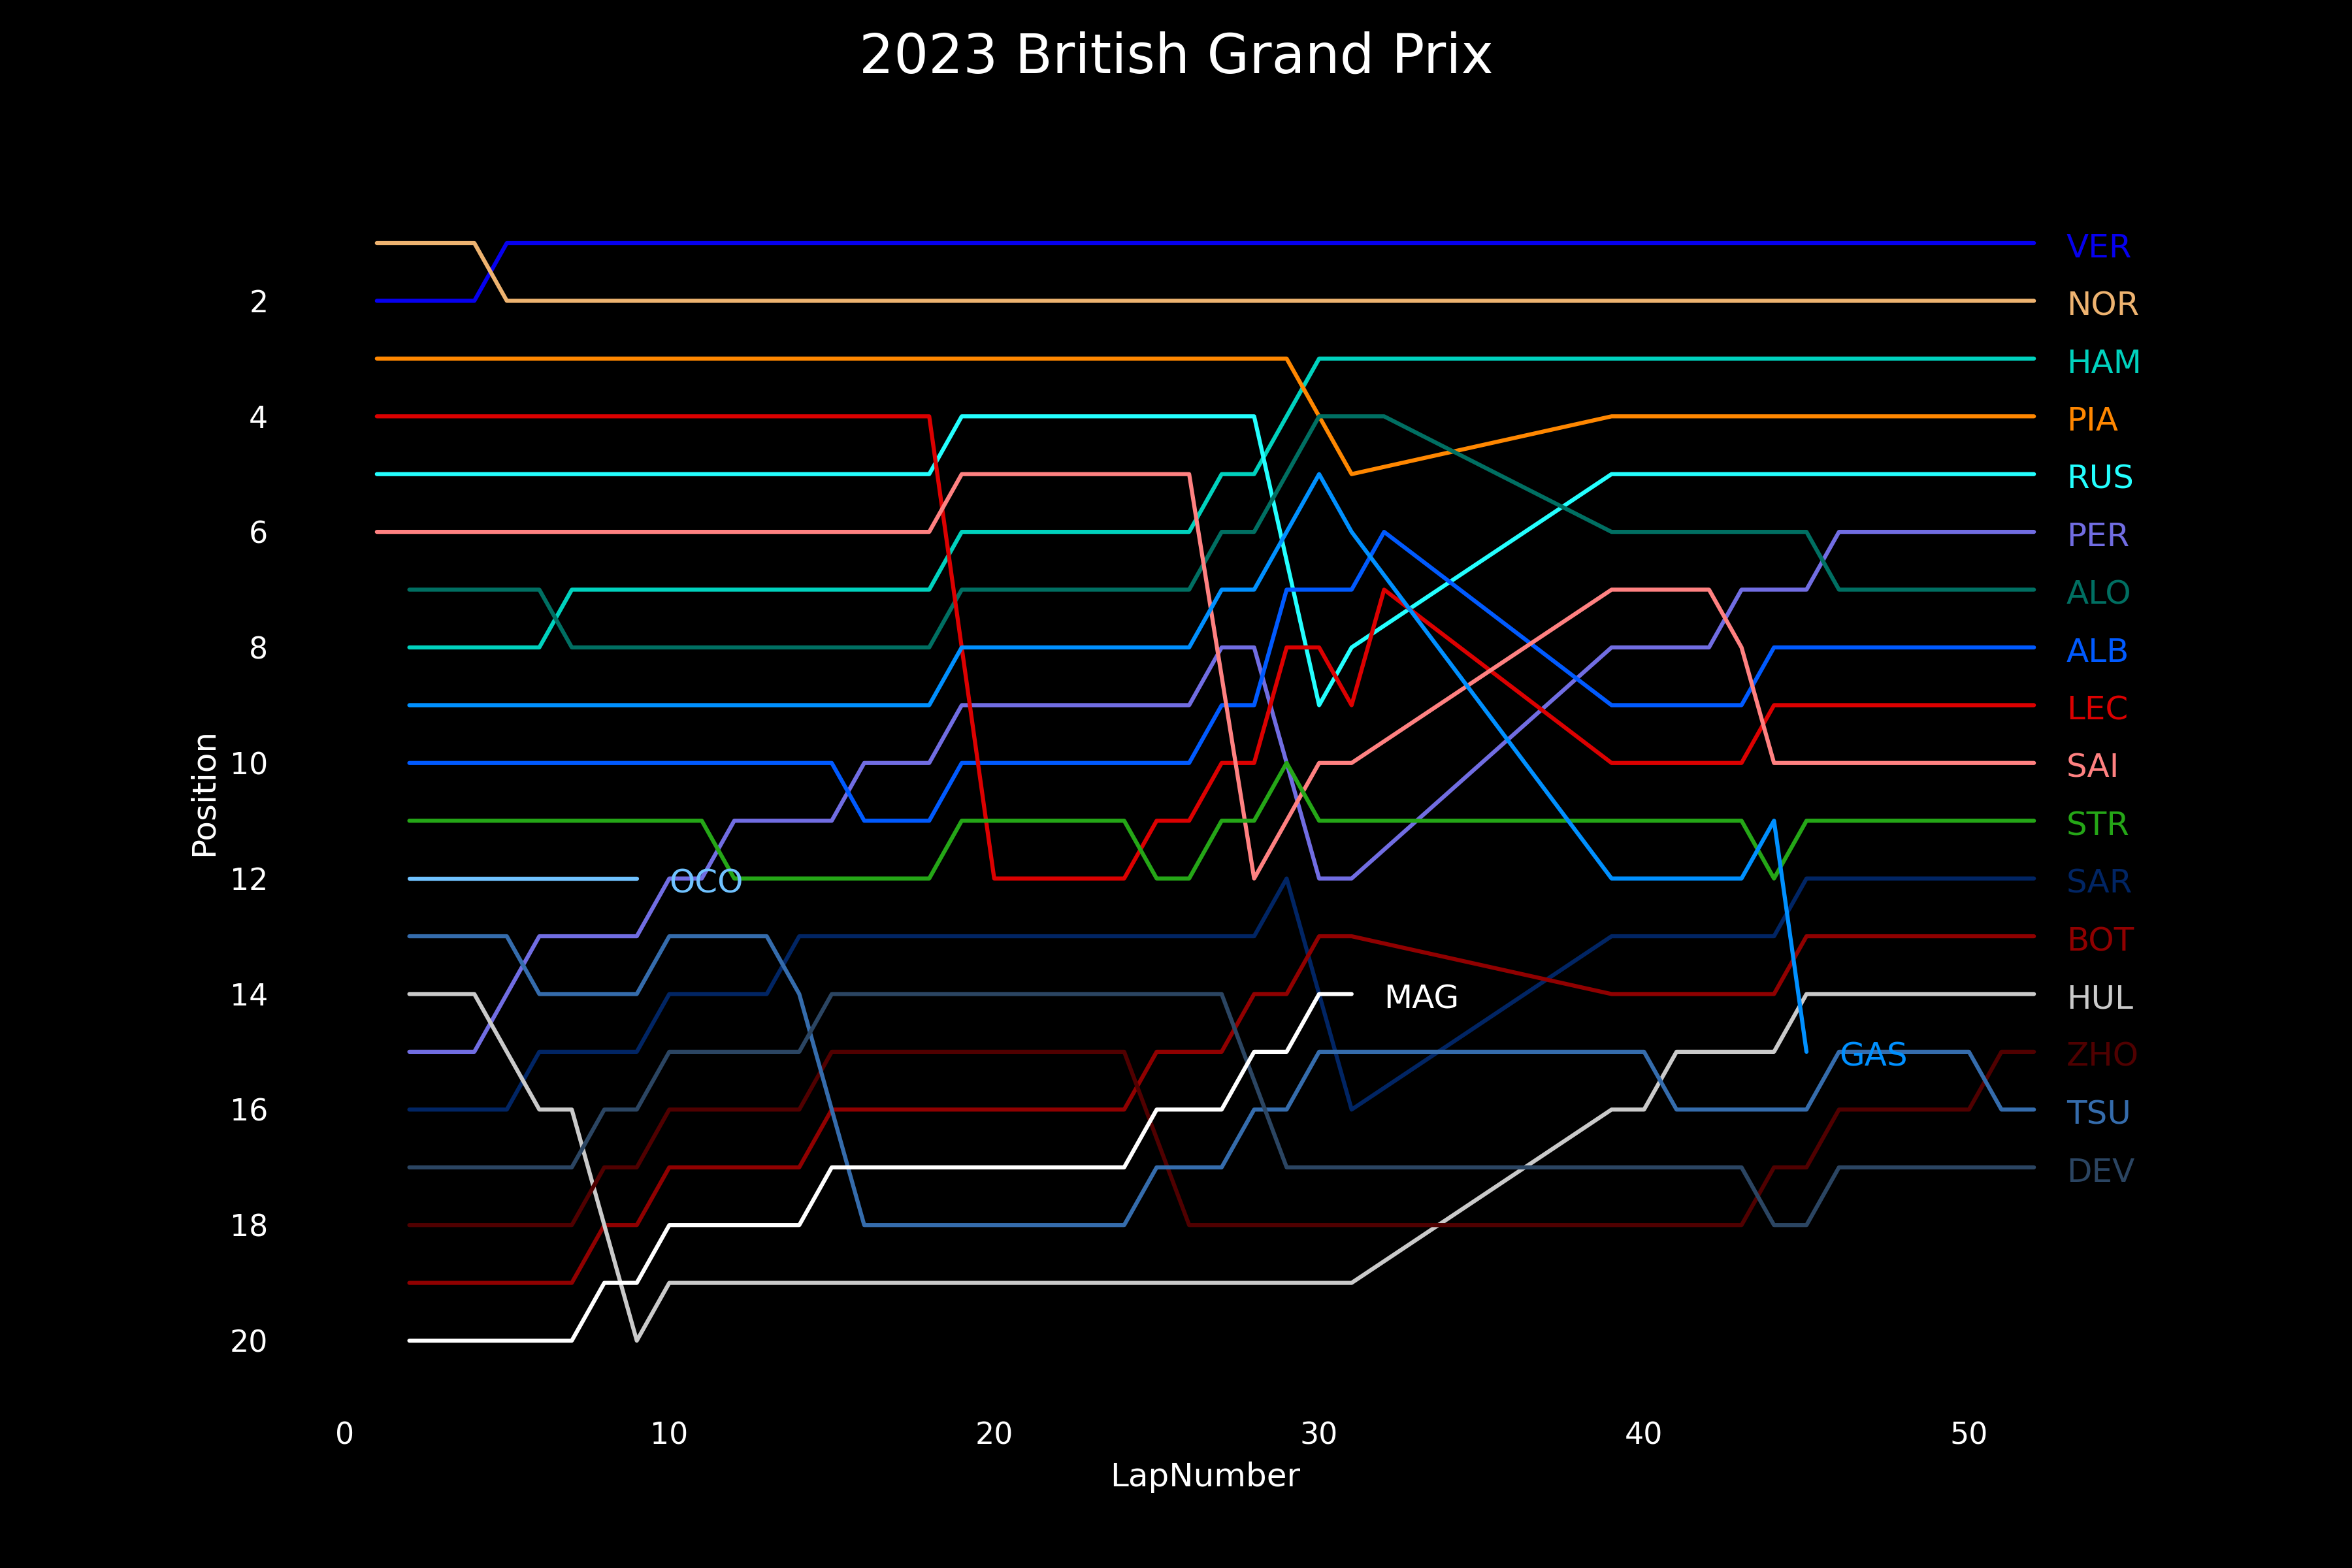 2023 British Grand Prix
VER
2
NOR
HAM
4
PIA
RUS
6
PER
ALO
8
ALB
LEC
Position
10
SAI
STR
12
OCO
SAR
BOT
14
MAG
HUL
GAS
ZHO
16
TSU
DEV
18
20
0 10 20 30 40 50
LapNumber